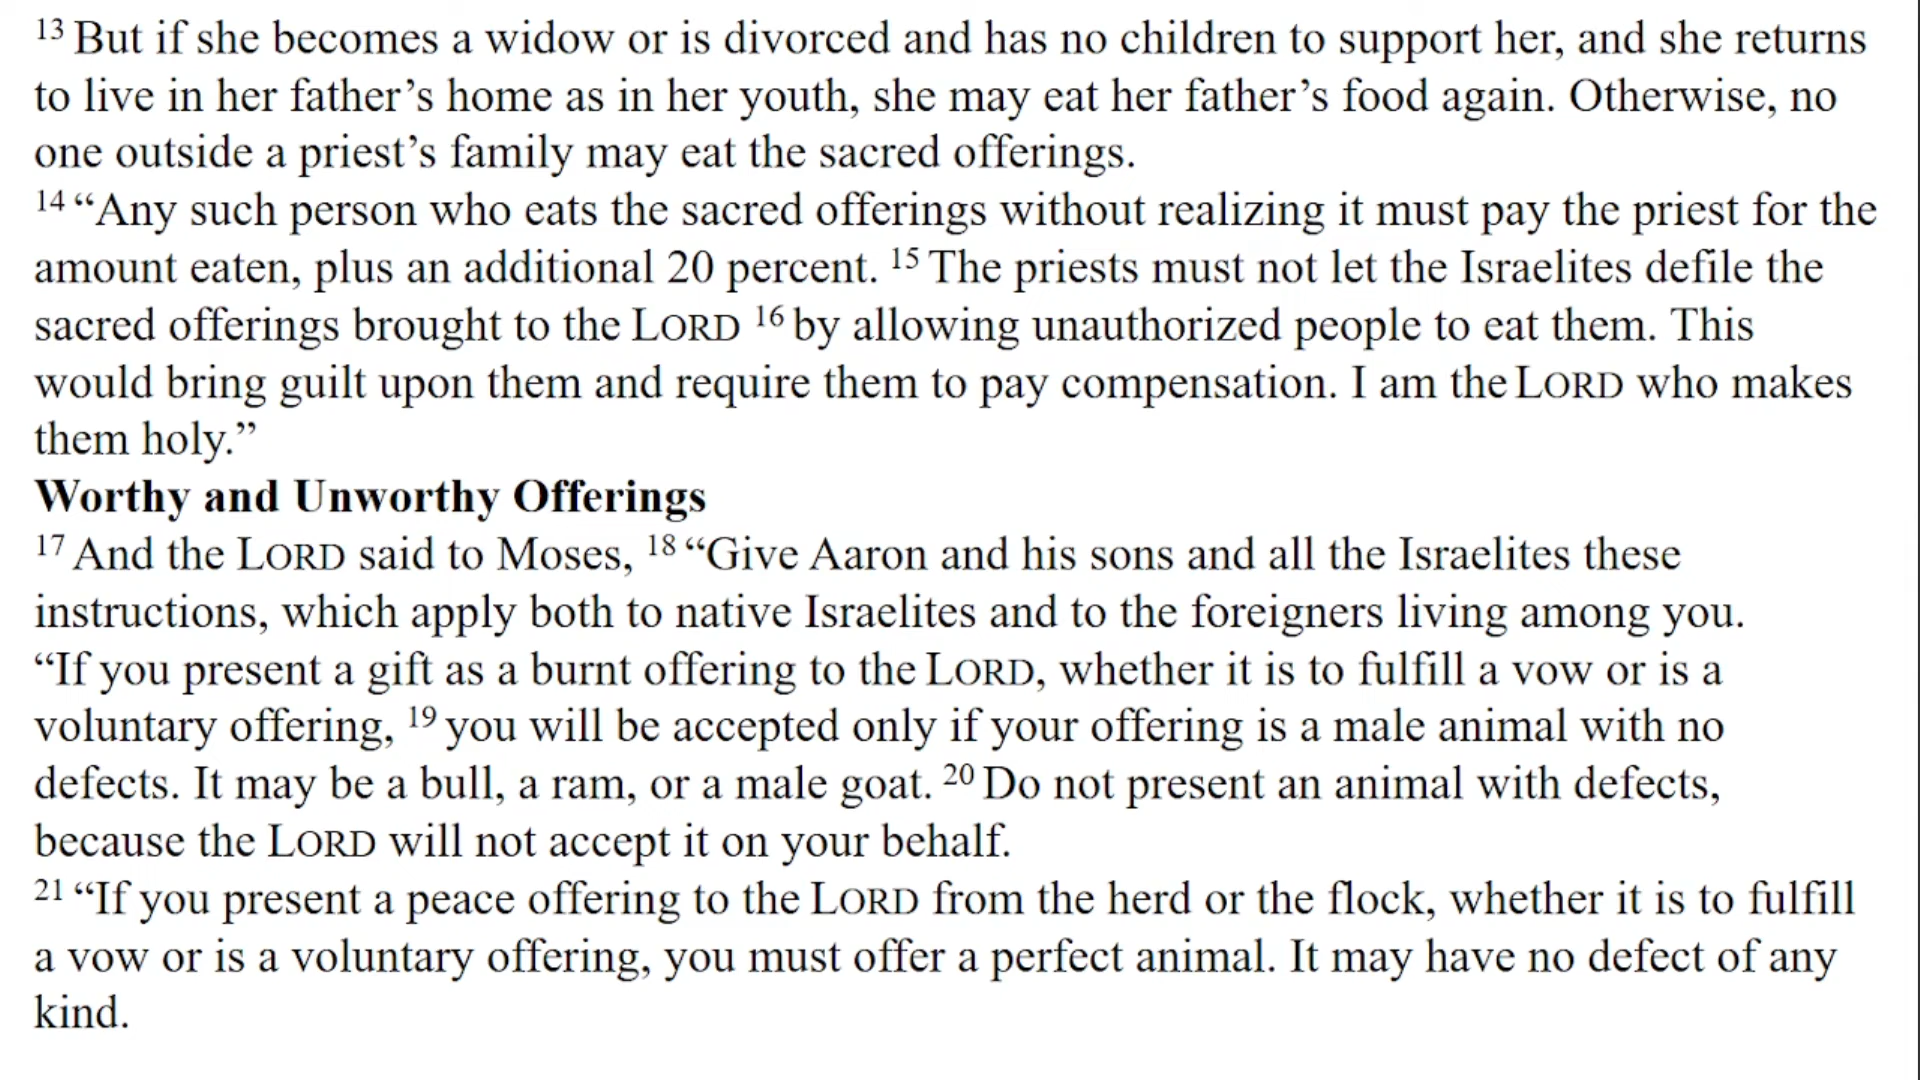 13 But if she becomes a widow or is divorced and has no children to support her, and she returns
to live in her father’s home as in her youth, she may eat her father’s food again. Otherwise, no
one outside a priest’s family may eat the sacred offerings.
14 “Any such person who eats the sacred offerings without realizing it must pay the priest for the
amount eaten, plus an additional 20 percent. 15 The priests must not let the Israelites defile the
sacred offerings brought to the LORD 16 by allowing unauthorized people to eat them. This
would bring guilt upon them and require them to pay compensation. I am the LORD who makes
them holy.”
Worthy and Unworthy Offerings
17 And the LORD said to Moses, 18 “Give Aaron and his sons and all the Israelites these
instructions, which apply both to native Israelites and to the foreigners living among you.
“If you present a gift as a burnt offering to the LORD, whether it is to fulfill a vow or is a
voluntary offering, 19 you will be accepted only if your offering is a male animal with no
defects. It may be a bull, a ram, or a male goat. 20 Do not present an animal with defects,
because the LORD will not accept it on your behalf.
21 “If you present a peace offering to the LORD from the herd or the flock, whether it is to fulfill
a vow or is a voluntary offering, you must offer a perfect animal. It may have no defect of any
kind.